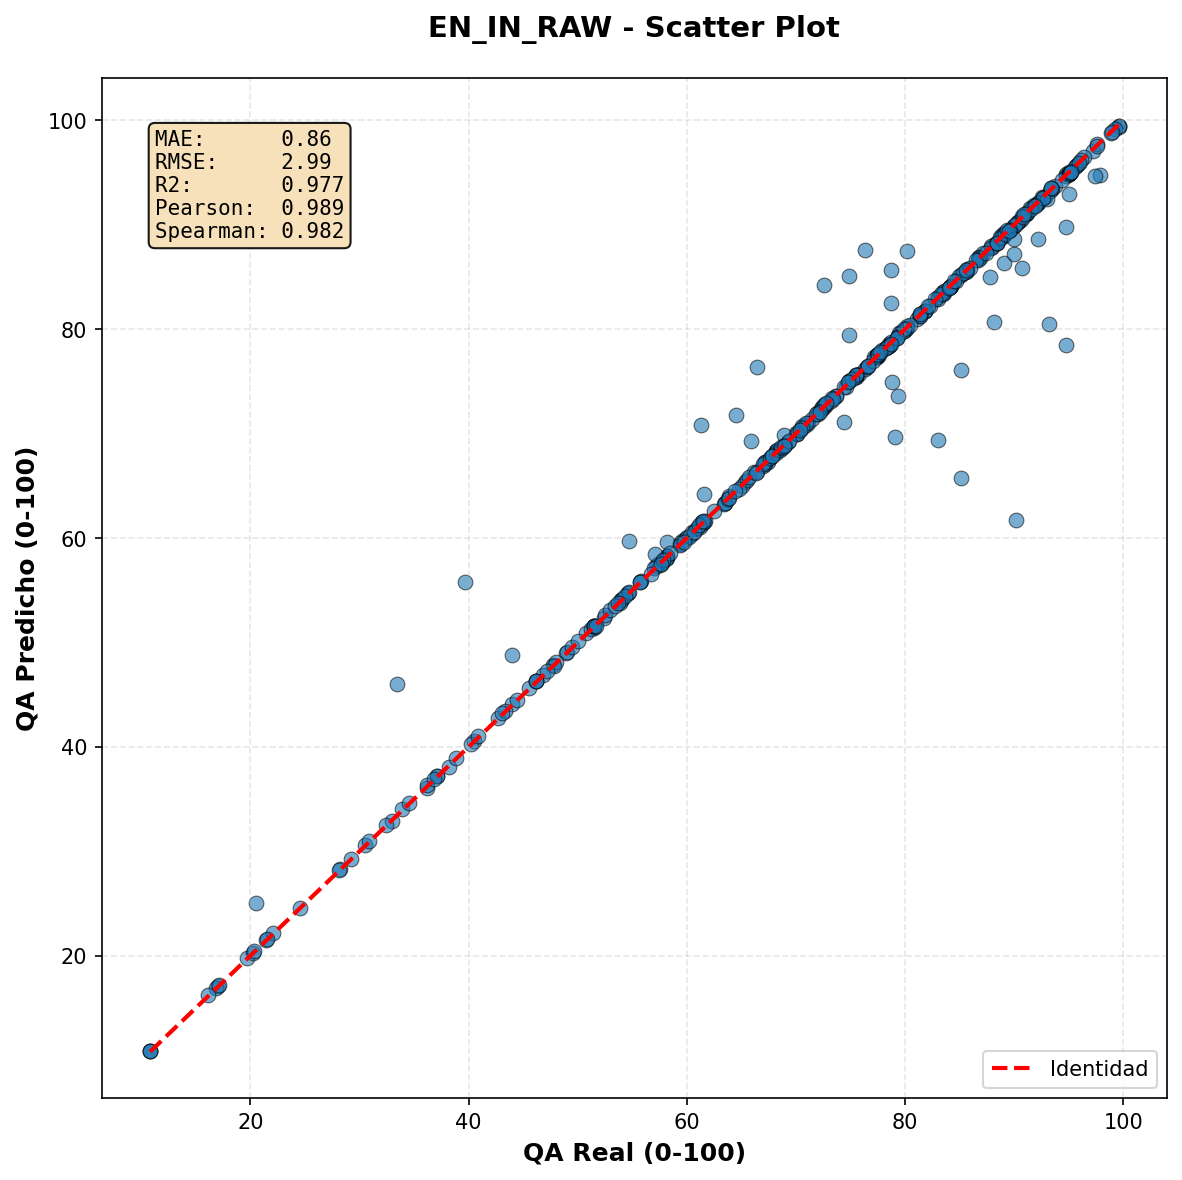 EN_IN_RAW - Scatter Plot
MAE: 0.86
RMSE: 2.99
R2: 0.977
Pearson: 0.989
Spearman: 0.982
100
80
60
40
20
QA Predicho (0-100)
20 40 60 80 100
QA Real (0-100)
Identidad